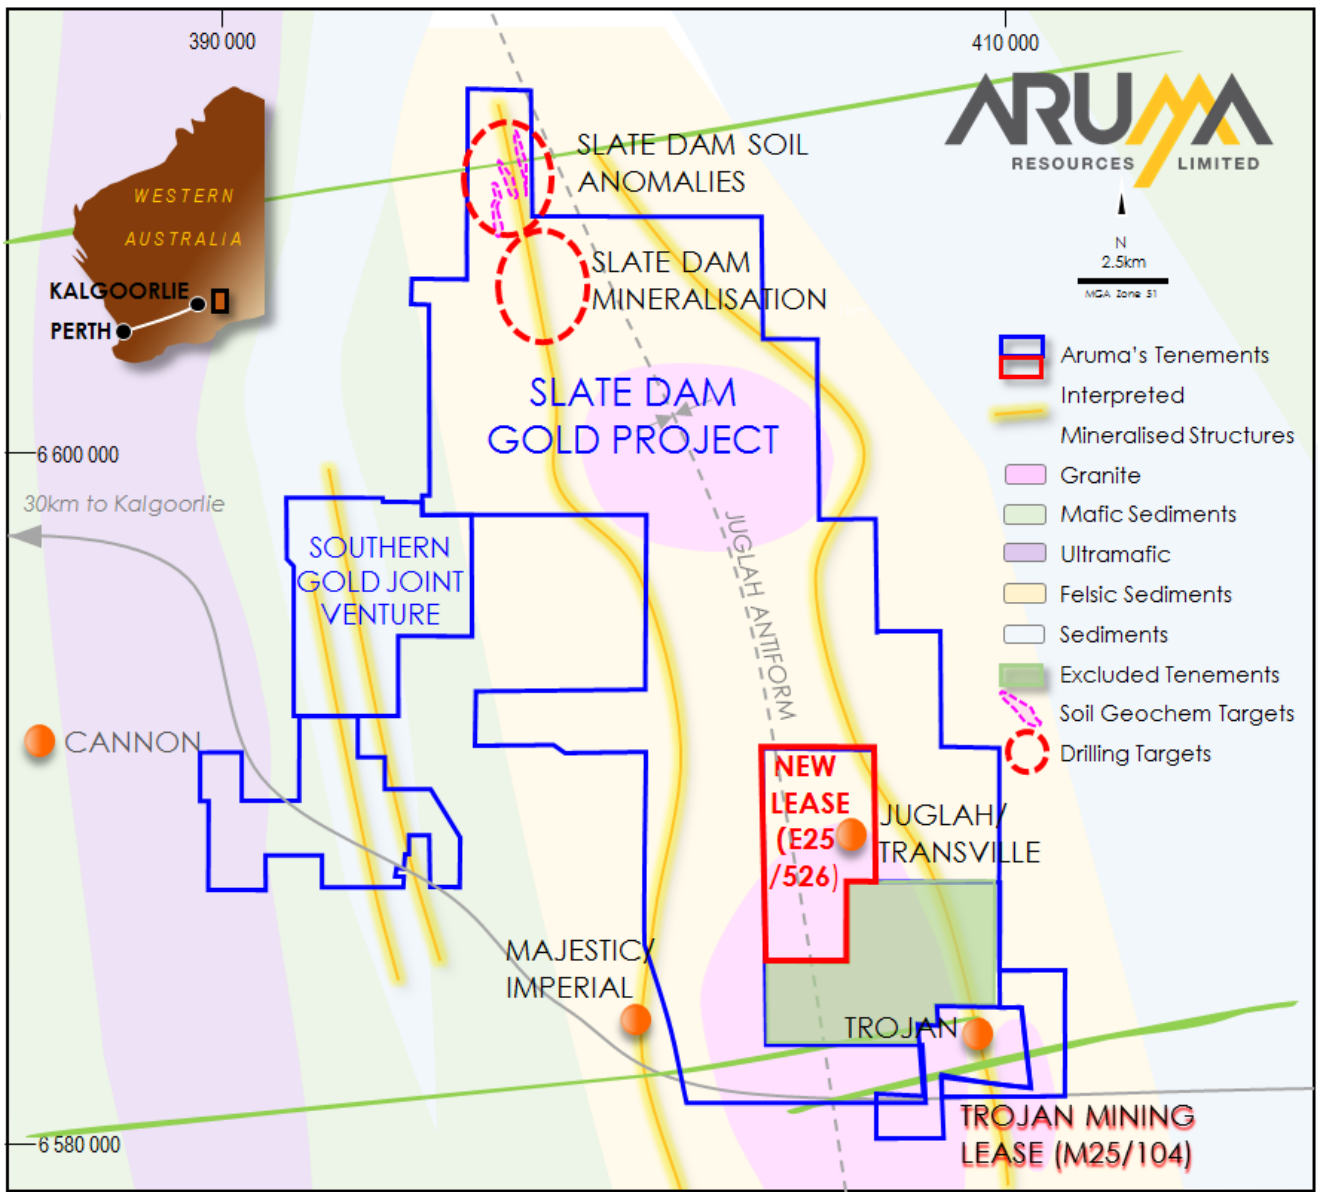 390 000
410 000
ARUMA
RESOURCES LIMITED
WESTERN
AUSTRALIA
KALGOORLIE
PERTH
SLATE DAM SOIL
ANOMALIES
SLATE DAM
MINERALISATION
N
2.5km
MGA Zone 51
Aruma's Tenements
Interpreted
Mineralised Structures
Granite
Mafic Sediments
Ultramafic
Felsic Sediments
Sediments
Excluded Tenements
Soil Geochem Targets
Drilling Targets
SLATE DAM
GOLD PROJECT
6 600 000
30km to Kalgoorlie
SOUTHERN
GOLD JOINT
VENTURE
JUGLAH ANTIFORM
CANNON
NEW
LEASE
(E25
/526)
JUGLAH/
TRANSVILLE
MAJESTIC/
IMPERIAL
TROJAN
TROJAN MINING
LEASE (M25/104)
6 580 000